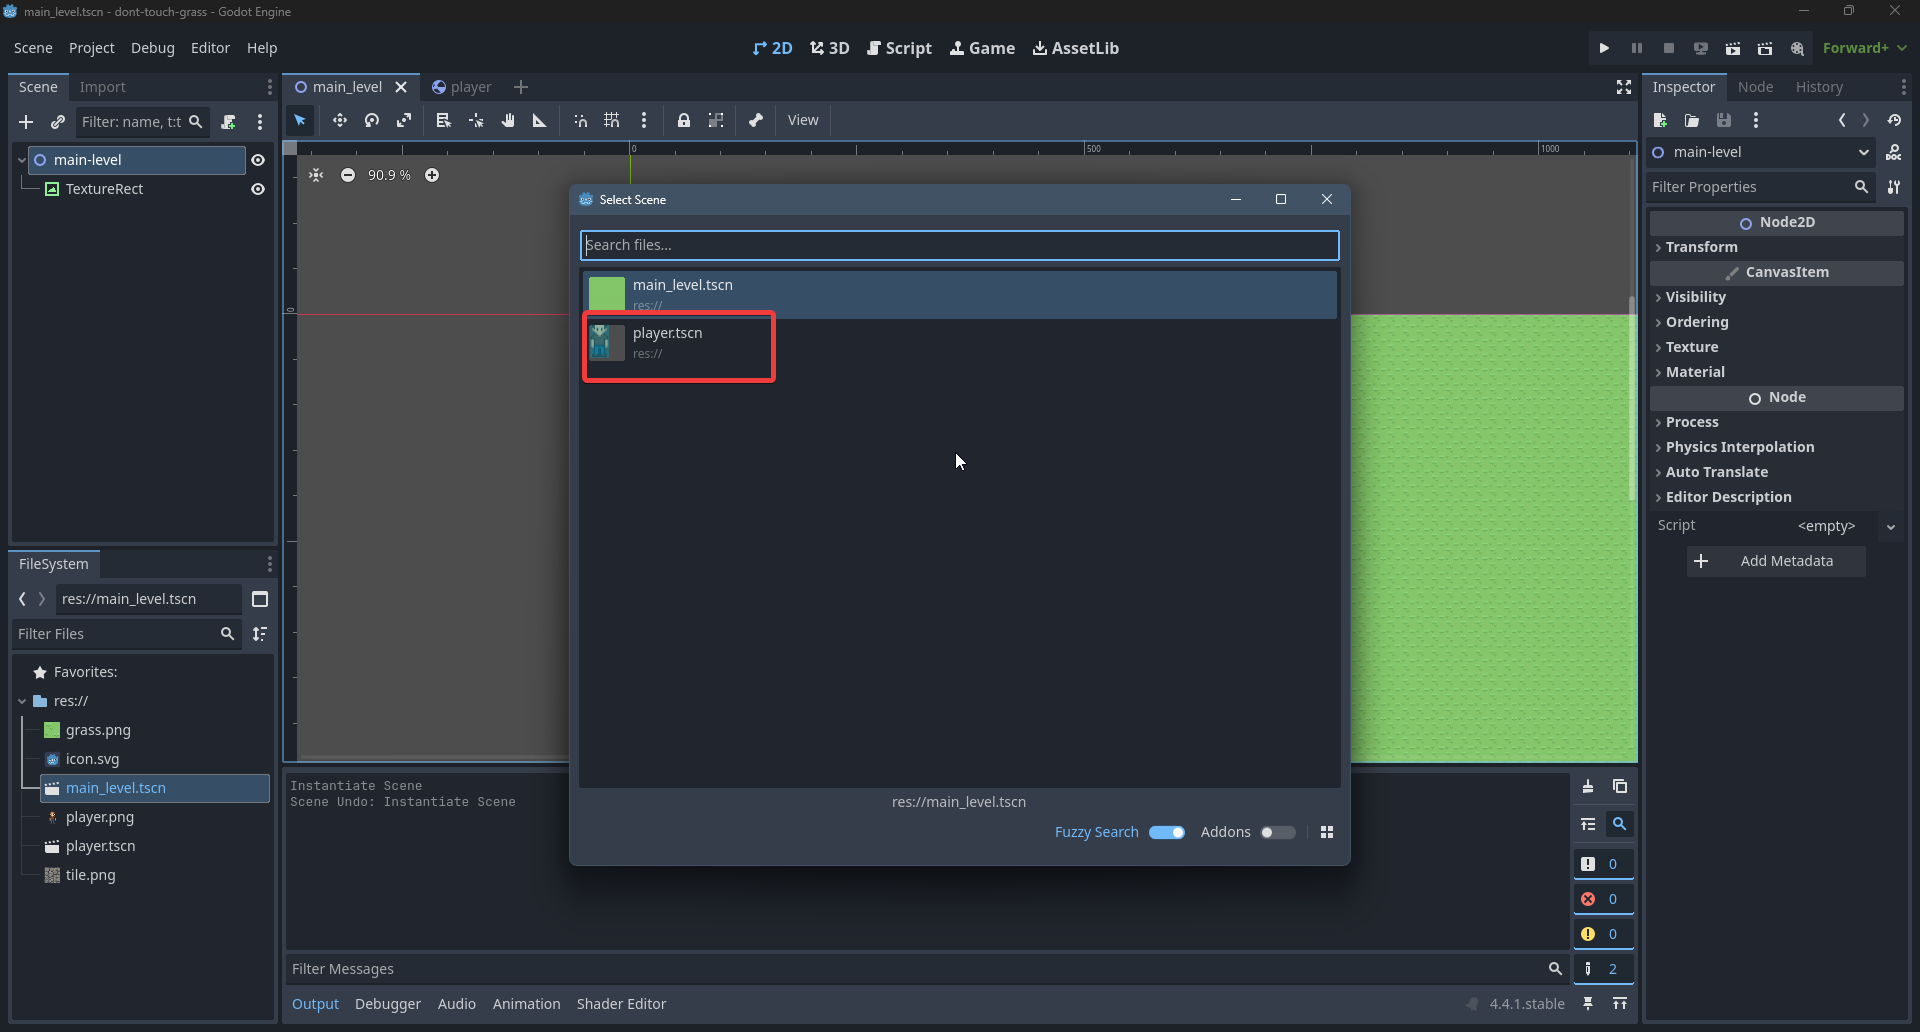 main_level.tscn - dont-touch-grass - Godot Engine
Scene Project Debug Editor Help
2D 3D Script Game AssetLib
Forward+
Scene Import
Filter: name, t:t
main-level
TextureRect
main_level player
View
0 500 1000
0
90.9 %
Select Scene
Search files...
main_level.tscn
res://
player.tscn
res://
res://main_level.tscn
Fuzzy Search Addons
Inspector Node History
main-level
DOC
Filter Properties
Node2D
Transform
CanvasItem
Visibility
Ordering
Texture
Material
Node
Process
Physics Interpolation
Auto Translate
Editor Description
Script <empty>
Add Metadata
FileSystem
res://main_level.tscn
Filter Files
Favorites:
res://
grass.png
icon.svg
main_level.tscn
player.png
player.tscn
tile.png
Instantiate Scene
Scene Undo: Instantiate Scene
0
0
0
2
Filter Messages
Output Debugger Audio Animation Shader Editor
4.4.1.stable